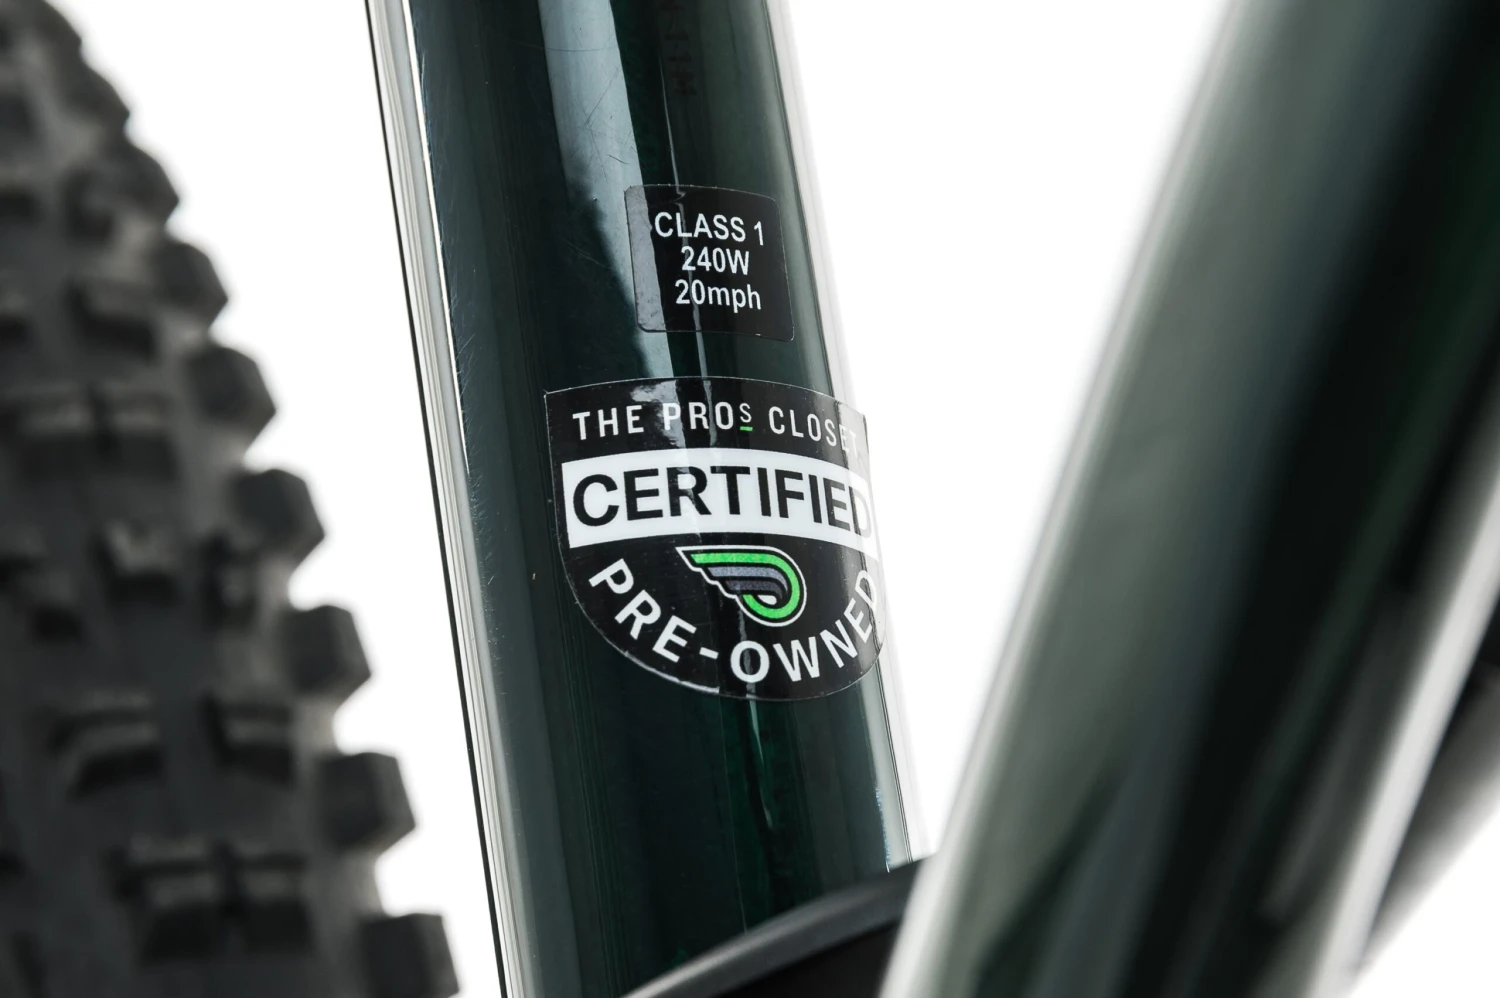 CLASS 1
240W
20mph
THE PROS CLOSET
CERTIFIED
PRE-OWNED